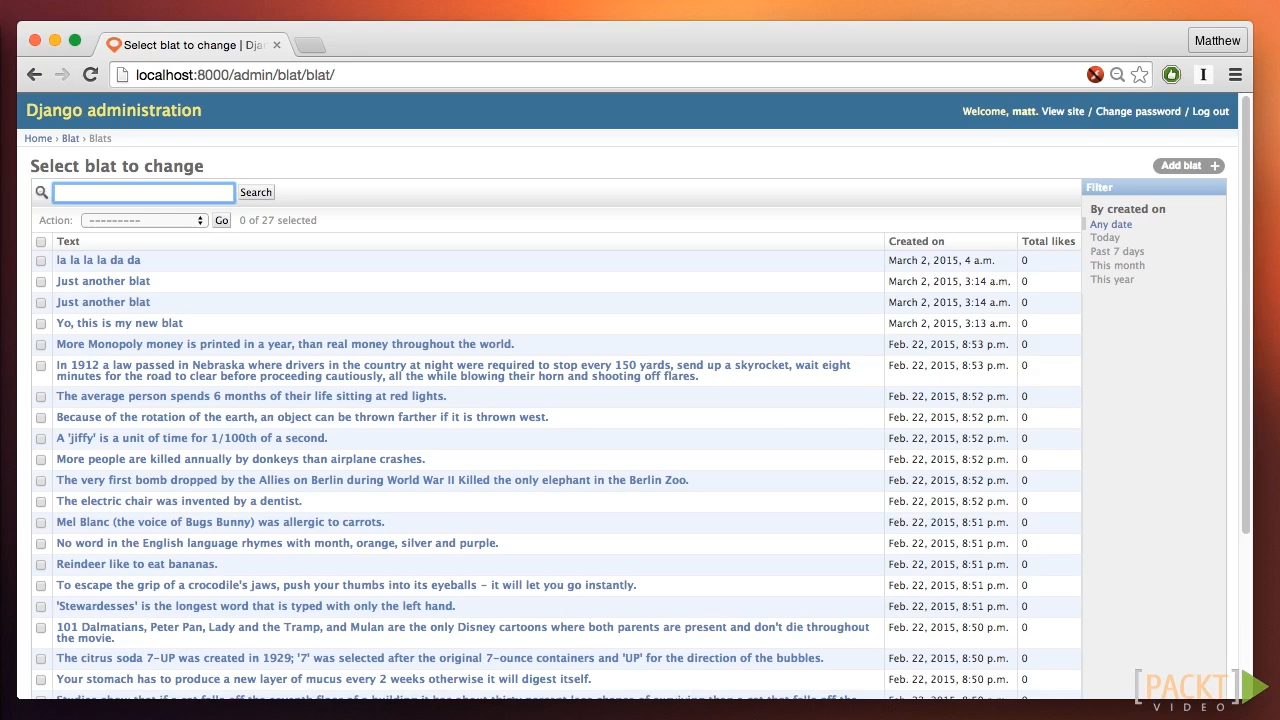 Select blat to change | Dja
Matthew
localhost:8000/admin/blat/blat/
Django administration
Welcome, matt. View site / Change password / Log out
Home › Blat › Blats
Select blat to change
Add blat +
Search
Filter
Action: --------- Go 0 of 27 selected
By created on
Any date
Today
Past 7 days
This month
This year
Text Created on Total likes
la la la la da da March 2, 2015, 4 a.m. 0
Just another blat March 2, 2015, 3:14 a.m. 0
Just another blat March 2, 2015, 3:14 a.m. 0
Yo, this is my new blat March 2, 2015, 3:13 a.m. 0
More Monopoly money is printed in a year, than real money throughout the world. Feb. 22, 2015, 8:53 p.m. 0
In 1912 a law passed in Nebraska where drivers in the country at night were required to stop every 150 yards, send up a skyrocket, wait eight Feb. 22, 2015, 8:53 p.m. 0
minutes for the road to clear before proceeding cautiously, all the while blowing their horn and shooting off flares.
The average person spends 6 months of their life sitting at red lights. Feb. 22, 2015, 8:52 p.m. 0
Because of the rotation of the earth, an object can be thrown farther if it is thrown west. Feb. 22, 2015, 8:52 p.m. 0
A 'jiffy' is a unit of time for 1/100th of a second. Feb. 22, 2015, 8:52 p.m. 0
More people are killed annually by donkeys than airplane crashes. Feb. 22, 2015, 8:52 p.m. 0
The very first bomb dropped by the Allies on Berlin during World War II Killed the only elephant in the Berlin Zoo. Feb. 22, 2015, 8:52 p.m. 0
The electric chair was invented by a dentist. Feb. 22, 2015, 8:52 p.m. 0
Mel Blanc (the voice of Bugs Bunny) was allergic to carrots. Feb. 22, 2015, 8:51 p.m. 0
No word in the English language rhymes with month, orange, silver and purple. Feb. 22, 2015, 8:51 p.m. 0
Reindeer like to eat bananas. Feb. 22, 2015, 8:51 p.m. 0
To escape the grip of a crocodile's jaws, push your thumbs into its eyeballs - it will let you go instantly. Feb. 22, 2015, 8:51 p.m. 0
'Stewardesses' is the longest word that is typed with only the left hand. Feb. 22, 2015, 8:51 p.m. 0
101 Dalmatians, Peter Pan, Lady and the Tramp, and Mulan are the only Disney cartoons where both parents are present and don't die throughout Feb. 22, 2015, 8:50 p.m. 0
the movie.
The citrus soda 7-UP was created in 1929; '7' was selected after the original 7-ounce containers and 'UP' for the direction of the bubbles. Feb. 22, 2015, 8:50 p.m. 0
Your stomach has to produce a new layer of mucus every 2 weeks otherwise it will digest itself. Feb. 22, 2015, 8:50 p.m. 0
[PACKT]
VIDEO